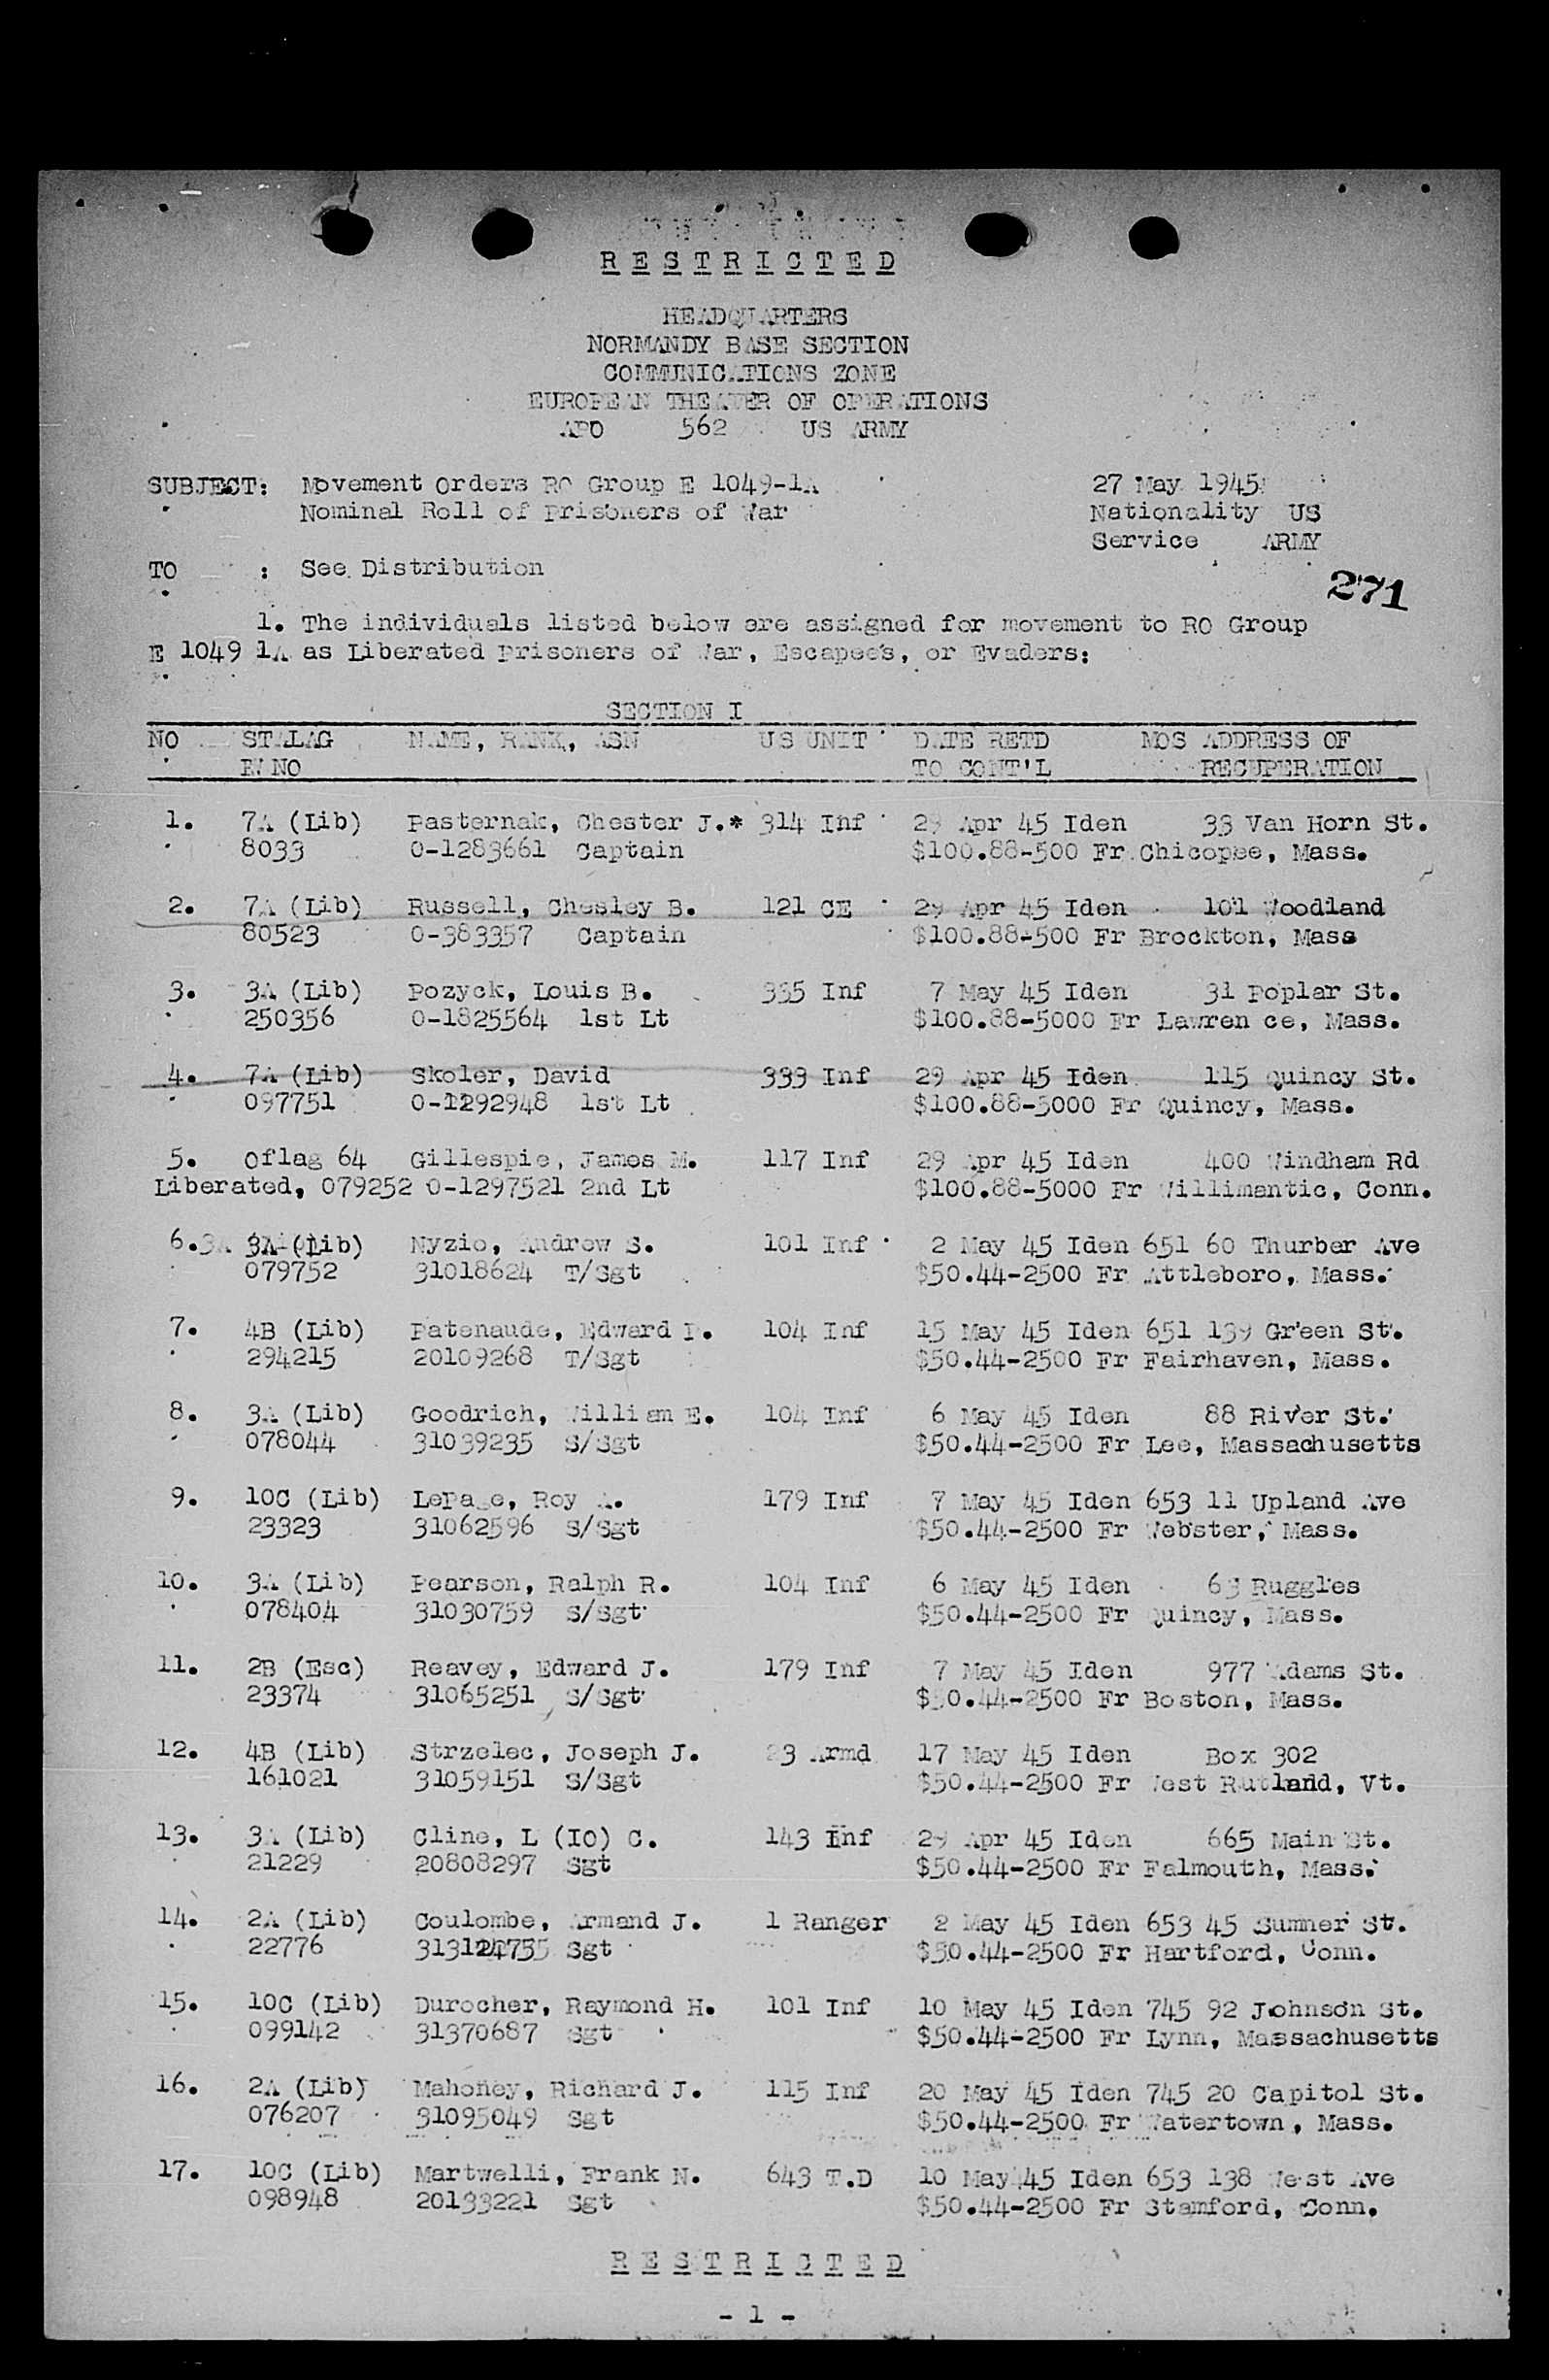 RESTRICTED
HEADQUARTERS
NORMANDY BASE SECTION
COMMUNICATIONS ZONE
EUROPEAN THEATER OF OPERATIONS
APO 562 US ARMY
SUBJECT: Movement Orders RO Group E 1049-1A 27 May 1945
Nominal Roll of Prisoners of War Nationality US
Service ARMY
TO : See Distribution
271
1. The individuals listed below are assigned for movement to RO Group
E 1049 1A as Liberated Prisoners of War, Escapees, or Evaders:
SECTION I
NO STALAG NAME, RANK, ASN US UNIT DATE RETD MOS ADDRESS OF
NO TO CONT'L RECUPERATION
1. 7A (Lib) Pasternak, Chester J.* 314 Inf 29 Apr 45 Iden 33 Van Horn St.
8033 O-1283661 Captain $100.88-500 Fr Chicopee, Mass.
2. 7A (Lib) Russell, Chesley B. 121 CE 29 Apr 45 Iden 101 Woodland
80523 O-383357 Captain $100.88-500 Fr Brockton, Mass
3. 3A (Lib) Pozyck, Louis B. 335 Inf 7 May 45 Iden 31 Poplar St.
250356 O-1825564 1st Lt $100.88-5000 Fr Lawren ce, Mass.
4. 7A (Lib) Skoler, David 333 Inf 29 Apr 45 Iden 115 Quincy St.
097751 O-1292948 1st Lt $100.88-5000 Fr Quincy, Mass.
5. Oflag 64 Gillespie, James M. 117 Inf 29 Apr 45 Iden 400 Windham Rd
Liberated, 079252 O-1297521 2nd Lt $100.88-5000 Fr Willimantic, Conn.
6. 3A 3A (Lib) Nyzio, Andrew S. 101 Inf 2 May 45 Iden 651 60 Thurber Ave
079752 31018624 T/Sgt $50.44-2500 Fr Attleboro, Mass.
7. 4B (Lib) Patenaude, Edward P. 104 Inf 15 May 45 Iden 651 139 Green St.
294215 20109268 T/Sgt $50.44-2500 Fr Fairhaven, Mass.
8. 3A (Lib) Goodrich, William E. 104 Inf 6 May 45 Iden 88 River St.
078044 31039235 S/Sgt $50.44-2500 Fr Lee, Massachusetts
9. 10C (Lib) LePage, Roy A. 179 Inf 7 May 45 Iden 653 11 Upland Ave
23323 31062596 S/Sgt $50.44-2500 Fr Webster, Mass.
10. 3A (Lib) Pearson, Ralph R. 104 Inf 6 May 45 Iden 63 Ruggles
078404 31030759 S/Sgt $50.44-2500 Fr Quincy, Mass.
11. 2B (Esc) Reavey, Edward J. 179 Inf 7 May 45 Iden 977 Adams St.
23374 31065251 S/Sgt $50.44-2500 Fr Boston, Mass.
12. 4B (Lib) Strzelec, Joseph J. 23 Armd 17 May 45 Iden Box 302
161021 31059151 S/Sgt $50.44-2500 Fr West Rutland, Vt.
13. 3A (Lib) Cline, L (IO) C. 143 Inf 29 Apr 45 Iden 665 Main St.
21229 20808297 Sgt $50.44-2500 Fr Falmouth, Mass.
14. 2A (Lib) Coulombe, Armand J. 1 Ranger 2 May 45 Iden 653 45 Sumner St.
22776 Sgt $50.44-2500 Fr Hartford, Conn.
15. 10C (Lib) Durocher, Raymond H. 101 Inf 10 May 45 Iden 745 92 Johnson St.
099142 31370687 Sgt $50.44-2500 Fr Lynn, Massachusetts
16. 2A (Lib) Mahoney, Richard J. 115 Inf 20 May 45 Iden 745 20 Capitol St.
076207 31095049 Sgt $50.44-2500 Fr Watertown, Mass.
17. 10C (Lib) Martwelli, Frank N. 643 T.D 10 May 45 Iden 653 138 West Ave
098948 20133221 Sgt $50.44-2500 Fr Stamford, Conn.
RESTRICTED
- 1 -